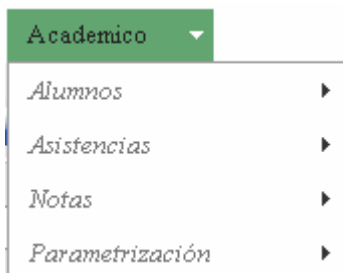 Academico
Alumnos
Asistencias
Notas
Parametrización